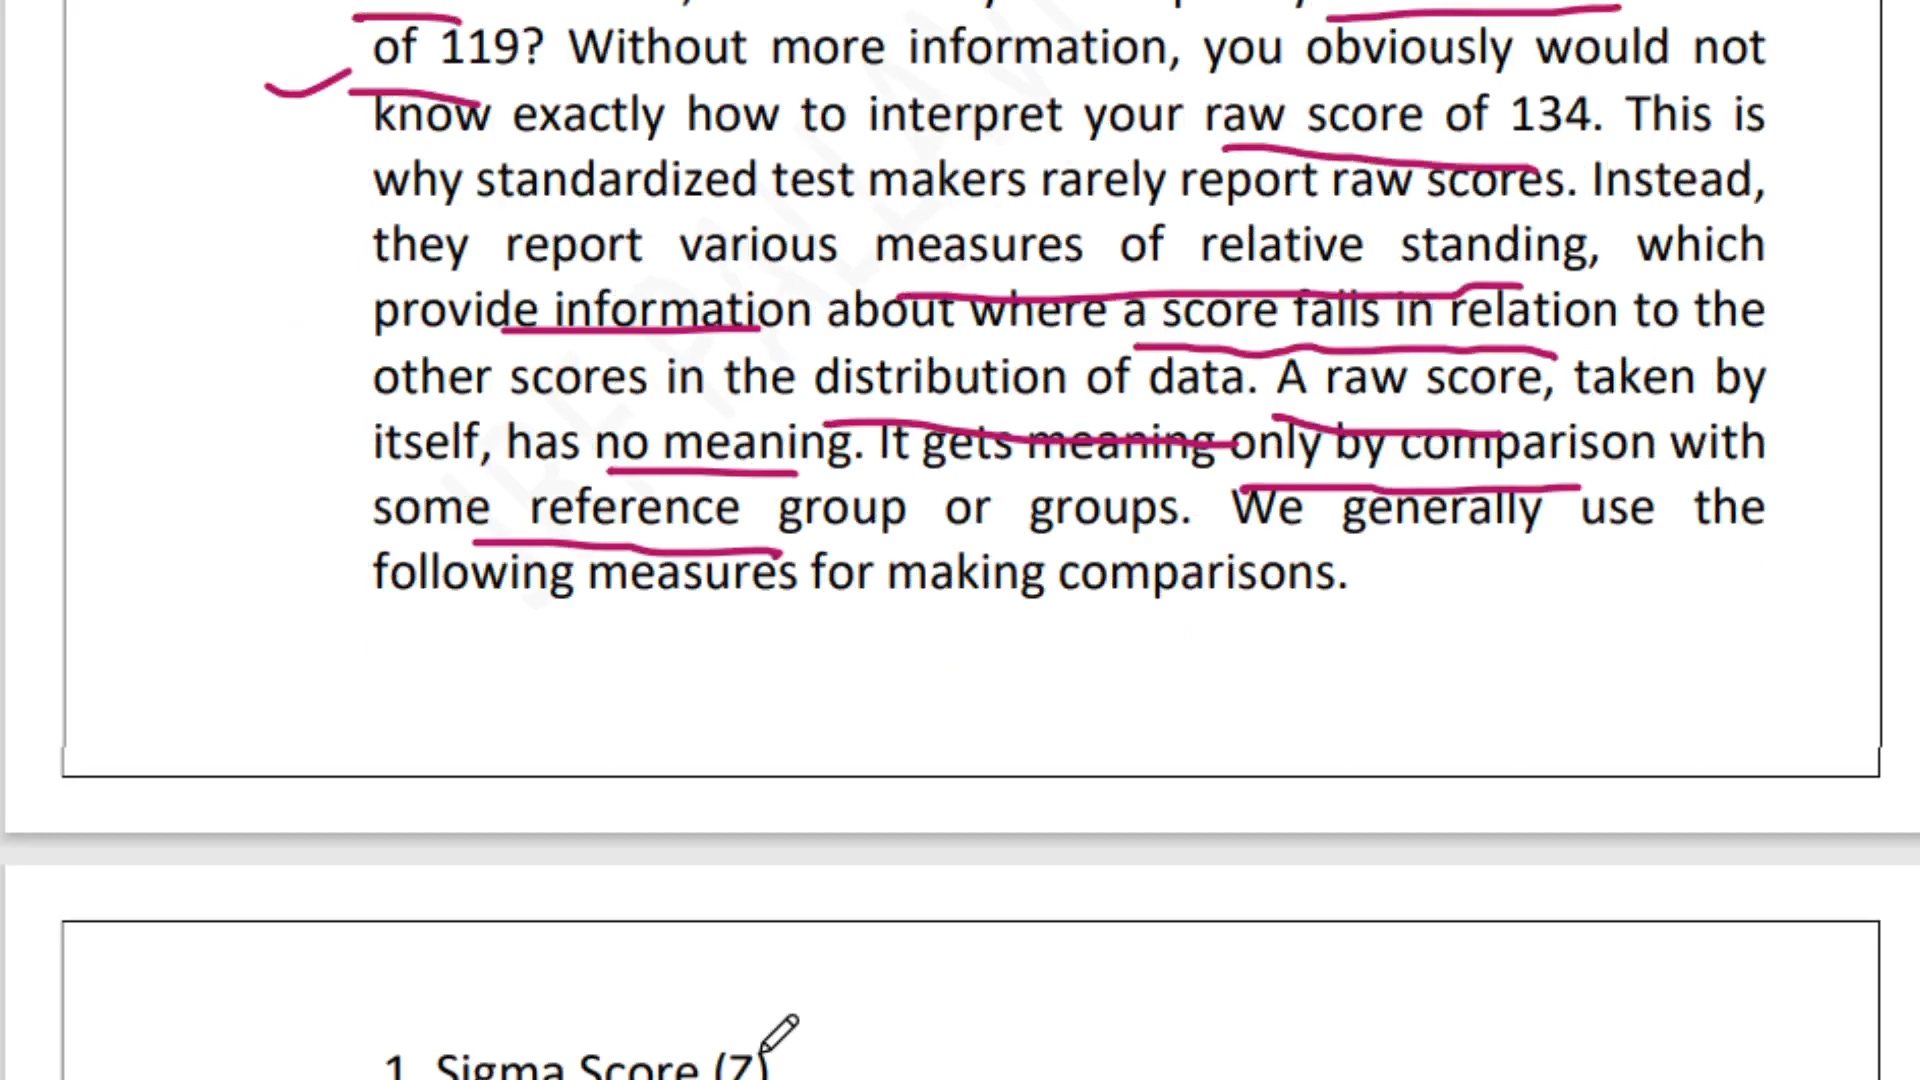 of 119? Without more information, you obviously would not
know exactly how to interpret your raw score of 134. This is
why standardized test makers rarely report raw scores. Instead,
they report various measures of relative standing, which
provide information about where a score falls in relation to the
other scores in the distribution of data. A raw score, taken by
itself, has no meaning. It gets meaning only by comparison with
some reference group or groups. We generally use the
following measures for making comparisons.
1. Sigma Score (Z)